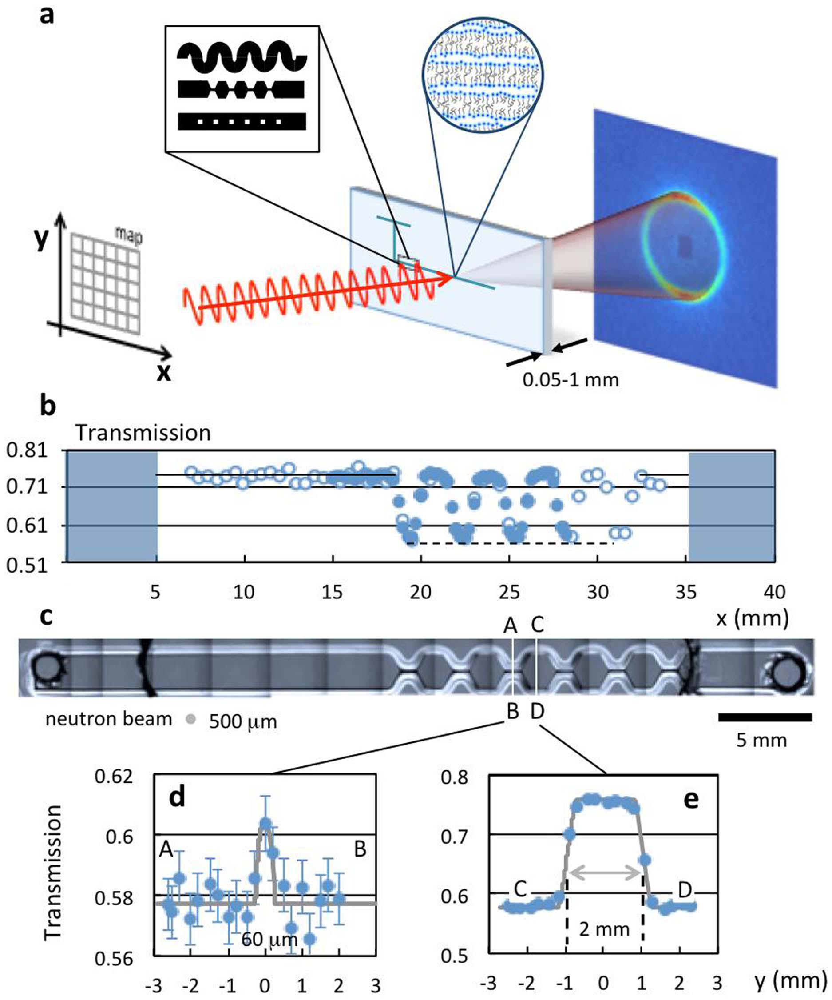 a
map
y
x
0.05-1 mm
b
Transmission
0.81
0.71
0.61
0.51
5 10 15 20 25 30 35 40
x (mm)
c
A C
B D
neutron beam 500 μm
5 mm
Transmission
0.62
0.6
0.58
0.56
d
A B
60 μm
-3 -2 -1 0 1 2 3
0.8
0.7
0.6
0.5
e
C D
2 mm
-3 -2 -1 0 1 2 3
y (mm)